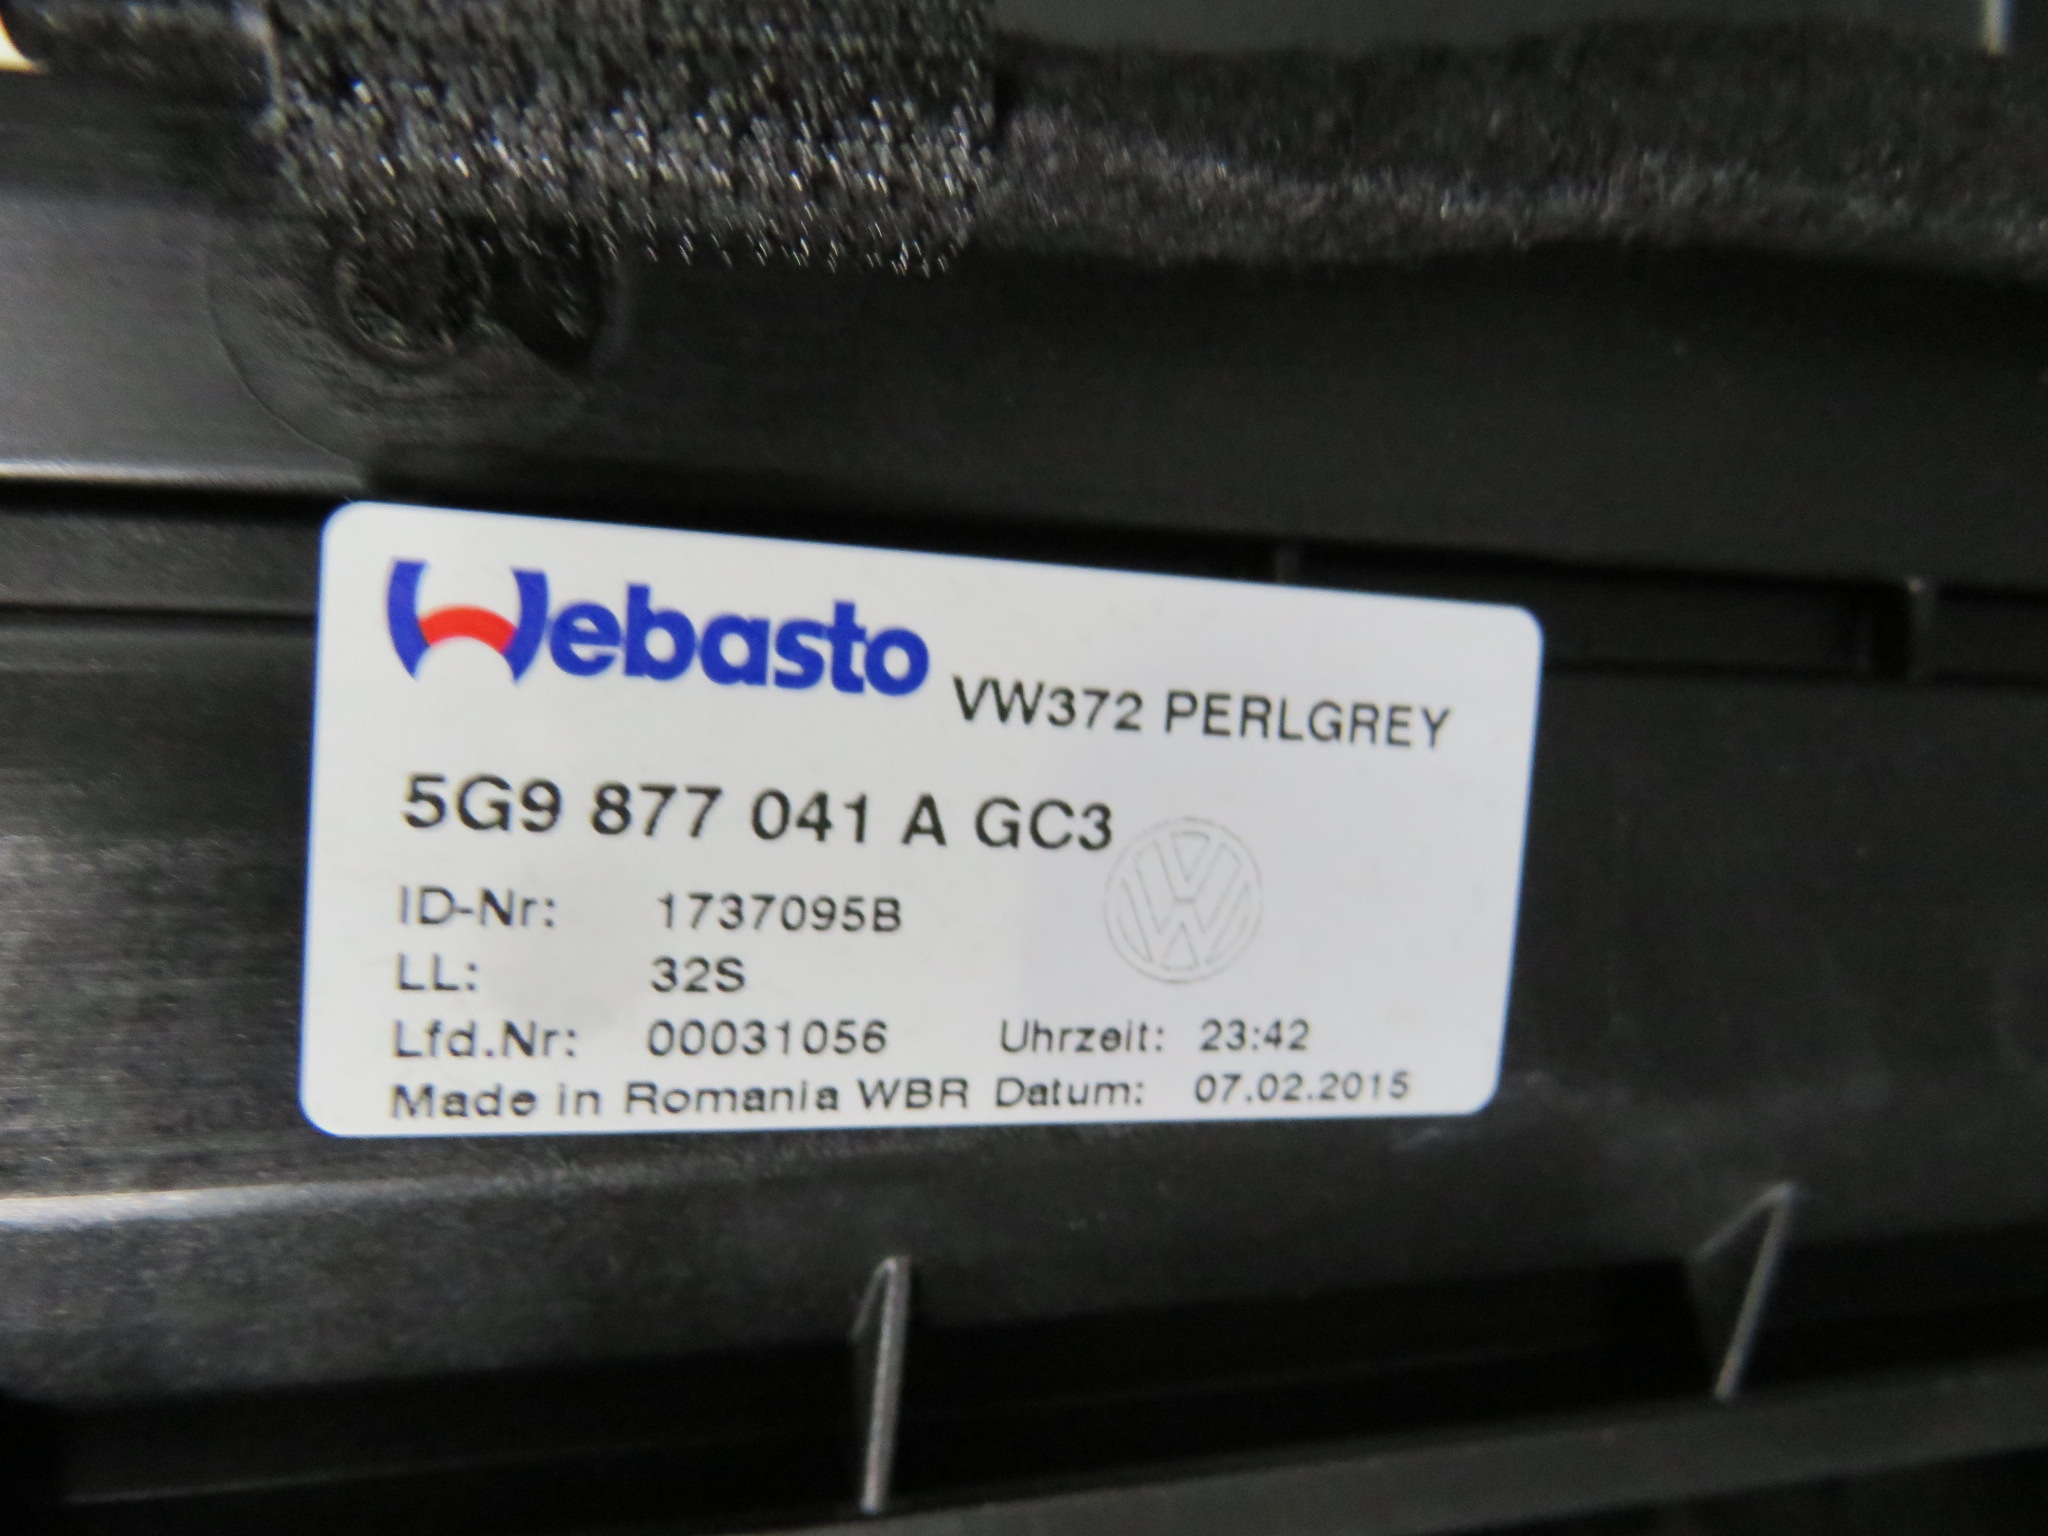 Webasto VW372 PERLGREY
5G9 877 041 A GC3
ID-Nr: 1737095B
LL: 32S
Lfd.Nr: 00031056 Uhrzeit: 23:42
Made in Romania WBR Datum: 07.02.2015